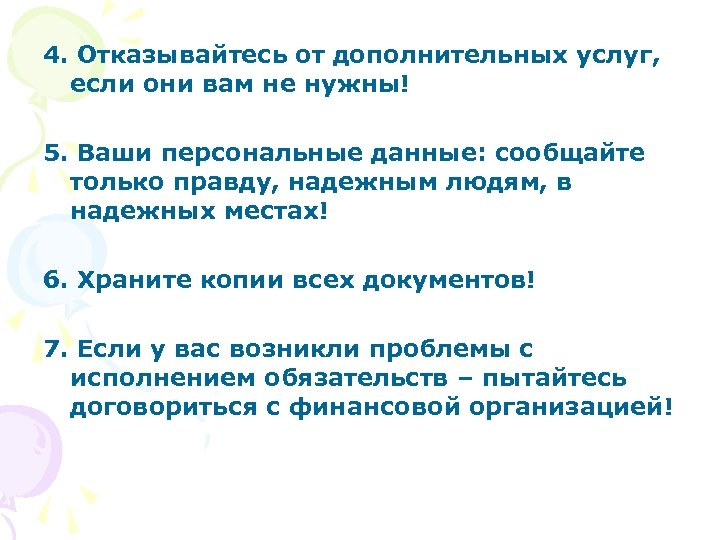 4. Отказывайтесь от дополнительных услуг,
если они вам не нужны!
5. Ваши персональные данные: сообщайте
только правду, надежным людям, в
надежных местах!
6. Храните копии всех документов!
7. Если у вас возникли проблемы с
исполнением обязательств – пытайтесь
договориться с финансовой организацией!